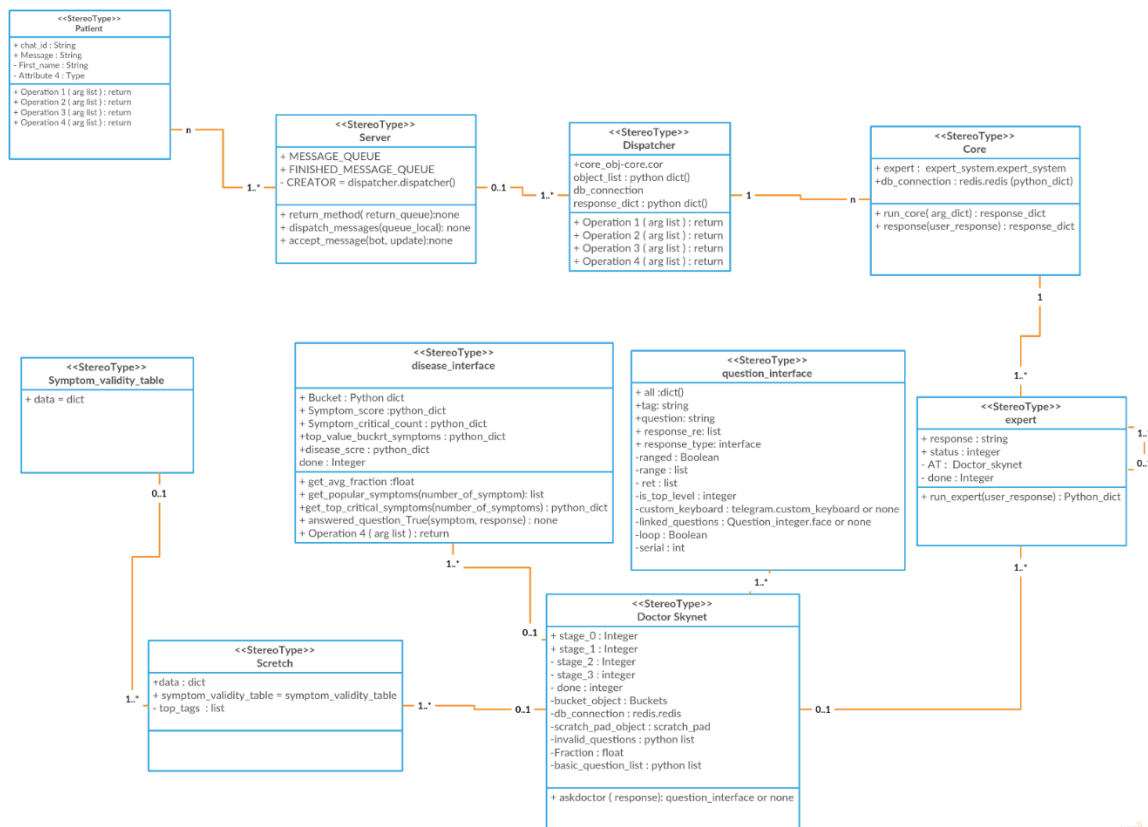 <<StereoType>>
Patient
+ chat_id : String
+ Message : String
- First_name : String
- Attribute 4 : Type
+ Operation 1 ( arg list ) : return
+ Operation 2 ( arg list ) : return
+ Operation 3 ( arg list ) : return
+ Operation 4 ( arg list ) : return
n
1..*
<<StereoType>>
Server
+ MESSAGE_QUEUE
+ FINISHED_MESSAGE_QUEUE
- CREATOR = dispatcher.dispatcher()
+ return_method( return_queue):none
+ dispatch_messages(queue_local): none
+ accept_message(bot, update):none
0..1
1..*
<<StereoType>>
Dispatcher
+core_obj-core.cor
object_list : python dict()
db_connection
response_dict : python dict()
+ Operation 1 ( arg list ) : return
+ Operation 2 ( arg list ) : return
+ Operation 3 ( arg list ) : return
+ Operation 4 ( arg list ) : return
1
n
<<StereoType>>
Core
+ expert : expert_system.expert_system
+db_connection : redis.redis (python_dict)
+ run_core( arg_dict) : response_dict
+ response(user_response) : response_dict
1
1..*
<<StereoType>>
Symptom_validity_table
+ data = dict
0..1
1..*
<<StereoType>>
disease_interface
+ Bucket : Python dict
+ Symptom_score :python_dict
+ Symptom_critical_count : python_dict
+top_value_buckrt_symptoms : python_dict
+disease_scre : python_dict
done : Integer
+ get_avg_fraction :float
+ get_popular_symptoms(number_of_symptom): list
+get_top_critical_symptoms(number_of_symptoms) : python_dict
+ answered_question_True(symptom, response) : none
+ Operation 4 ( arg list ) : return
1..*
0..1
<<StereoType>>
question_interface
+ all :dict()
+tag: string
+question: string
+ response_re: list
+ response_type: interface
-ranged: Boolean
-range : list
- ret : list
-is_top_level : integer
-custom_keyboard : telegram.custom_keyboard or none
-linked_questions : Question_integer.face or none
-loop : Boolean
-serial : int
1..*
<<StereoType>>
expert
+ response : string
+ status : integer
- AT : Doctor_skynet
- done : Integer
+ run_expert(user_response) : Python_dict
1..*
0..1
<<StereoType>>
Scretch
+data : dict
+ symptom_validity_table = symptom_validity_table
- top_tags : list
1..*
0..1
<<StereoType>>
Doctor Skynet
+ stage_0 : Integer
+ stage_1 : Integer
- stage_2 : Integer
- stage_3 : integer
- done : integer
-bucket_object : Buckets
-db_connection : redis.redis
-scratch_pad_object : scratch_pad
-invalid_questions : python list
-Fraction : float
-basic_question_list : python list
+ askdoctor ( response): question_interface or none